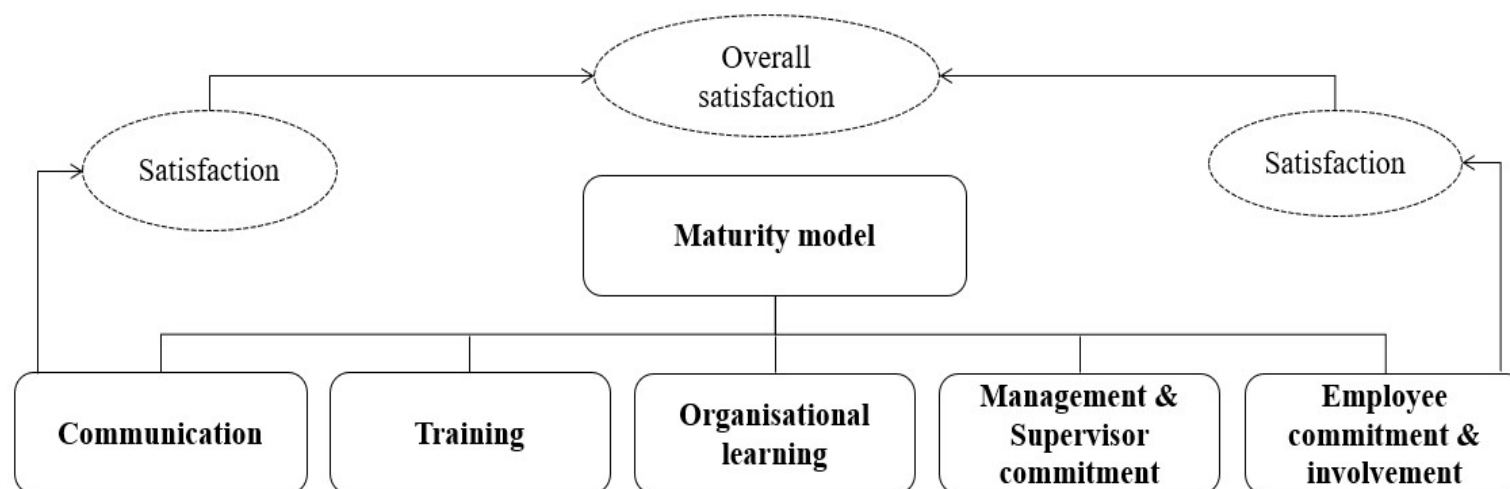 Overall
satisfaction
Satisfaction
Satisfaction
Maturity model
Communication
Training
Organisational
learning
Management &
Supervisor
commitment
Employee
commitment &
involvement